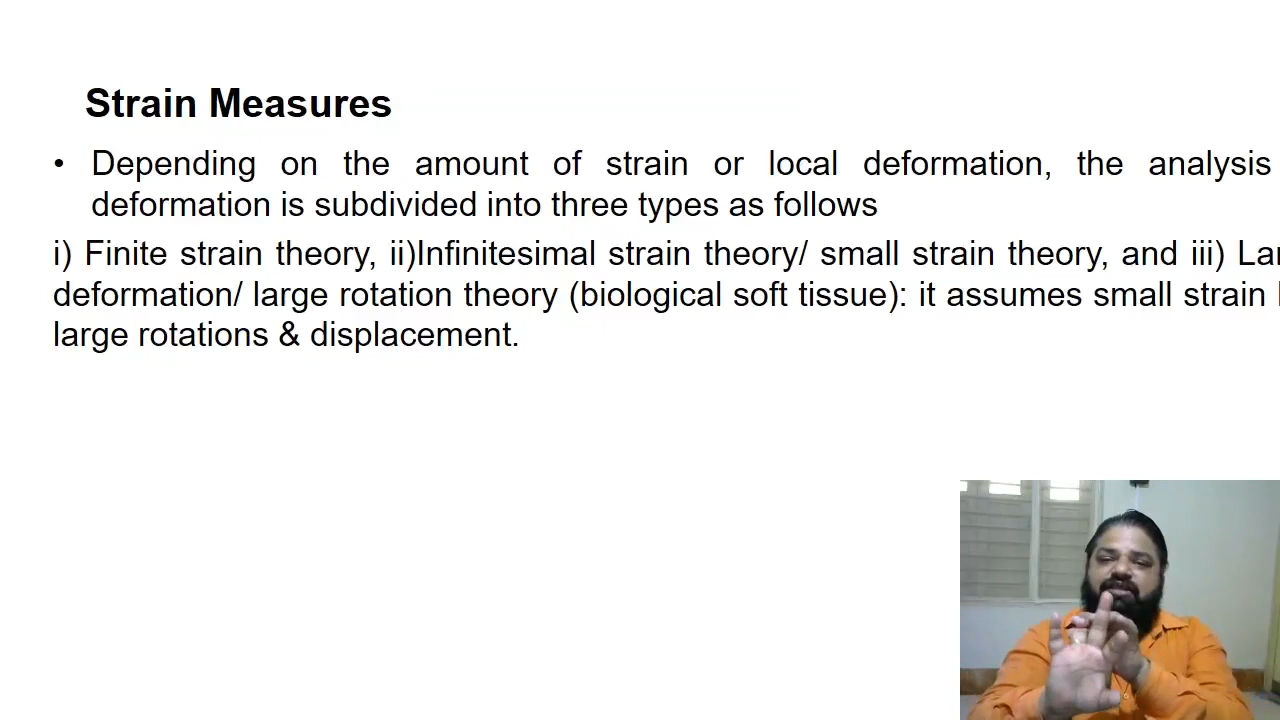 Strain Measures
• Depending on the amount of strain or local deformation, the analysis
deformation is subdivided into three types as follows
i) Finite strain theory, ii)Infinitesimal strain theory/ small strain theory, and iii)
deformation/ large rotation theory (biological soft tissue): it assumes small strain
large rotations & displacement.